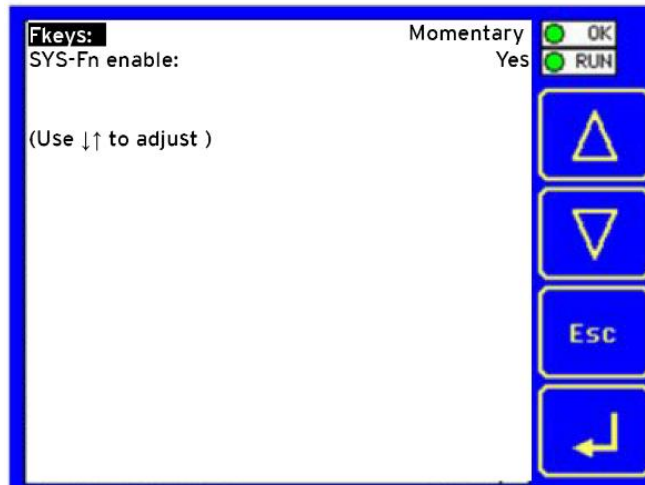 Fkeys: Momentary
SYS-Fn enable: Yes
(Use ↓↑ to adjust )
OK
RUN
Esc